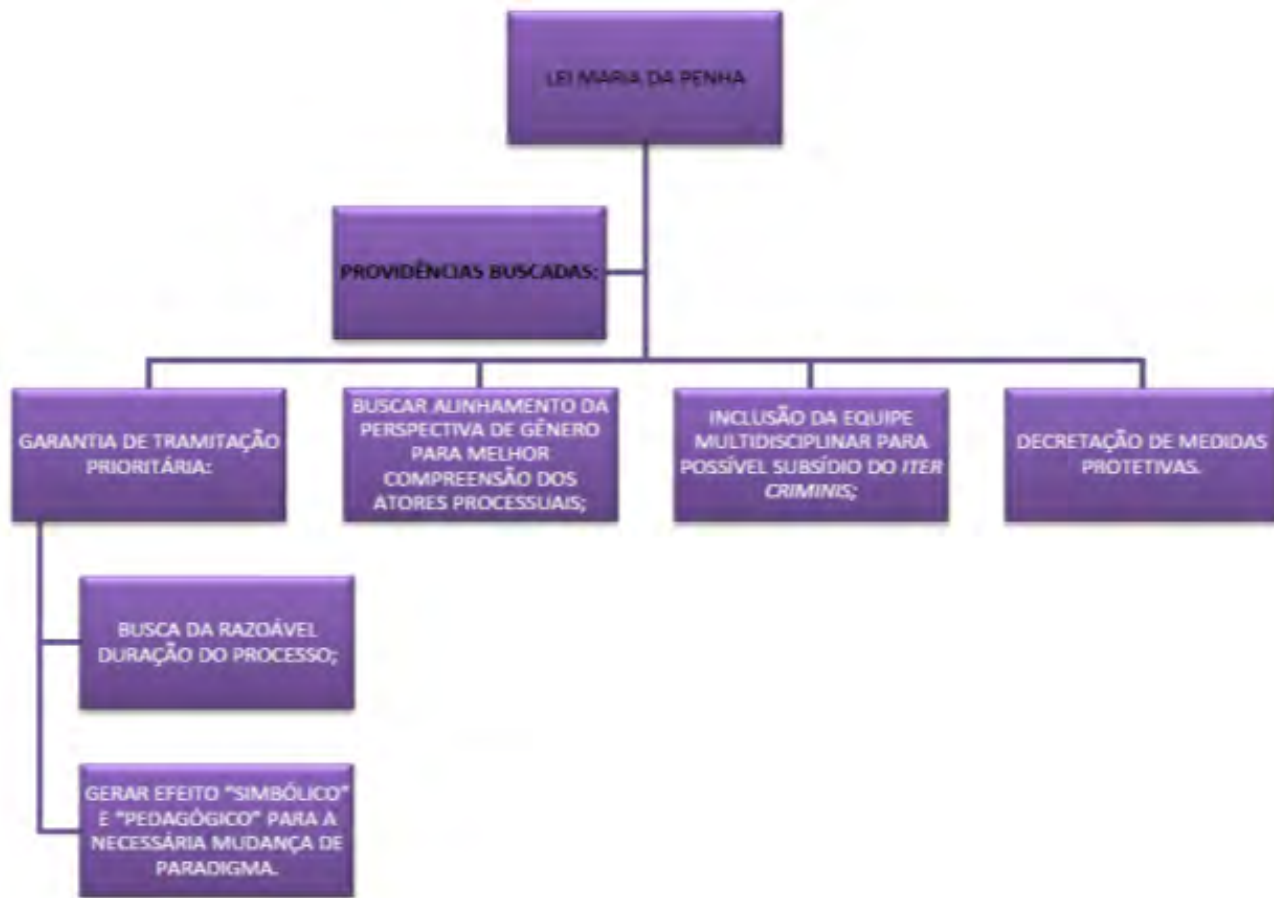 LEI MARIA DA PENHA
PROVIDÊNCIAS BUSCADAS:
GARANTIA DE TRAMITAÇÃO
PRIORITÁRIA:
BUSCAR ALINHAMENTO DA
PERSPECTIVA DE GÊNERO
PARA MELHOR
COMPREENSÃO DOS
ATORES PROCESSUAIS;
INCLUSÃO DA EQUIPE
MULTIDISCIPLINAR PARA
POSSÍVEL SUBSÍDIO DO ITER
CRIMINIS;
DECRETAÇÃO DE MEDIDAS
PROTETIVAS.
BUSCA DA RAZOÁVEL
DURAÇÃO DO PROCESSO;
GERAR EFEITO "SIMBÓLICO"
E "PEDAGÓGICO" PARA A
NECESSÁRIA MUDANÇA DE
PARADIGMA.